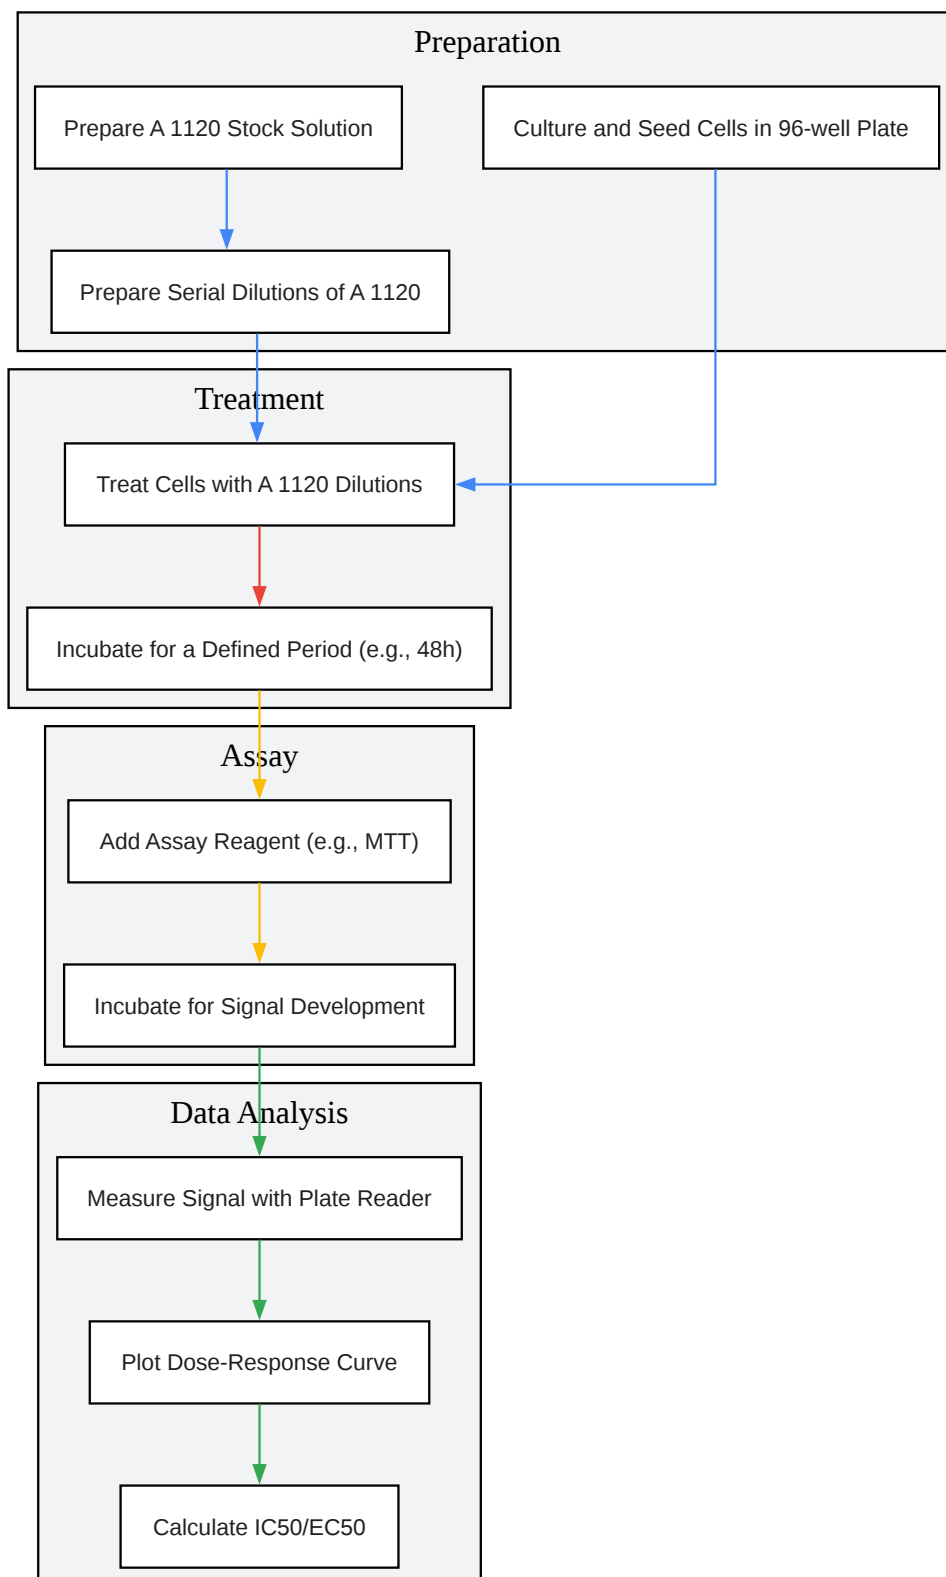 Preparation
Prepare A 1120 Stock Solution
Culture and Seed Cells in 96-well Plate
Prepare Serial Dilutions of A 1120
Treatment
Treat Cells with A 1120 Dilutions
Incubate for a Defined Period (e.g., 48h)
Assay
Add Assay Reagent (e.g., MTT)
Incubate for Signal Development
Data Analysis
Measure Signal with Plate Reader
Plot Dose-Response Curve
Calculate IC50/EC50